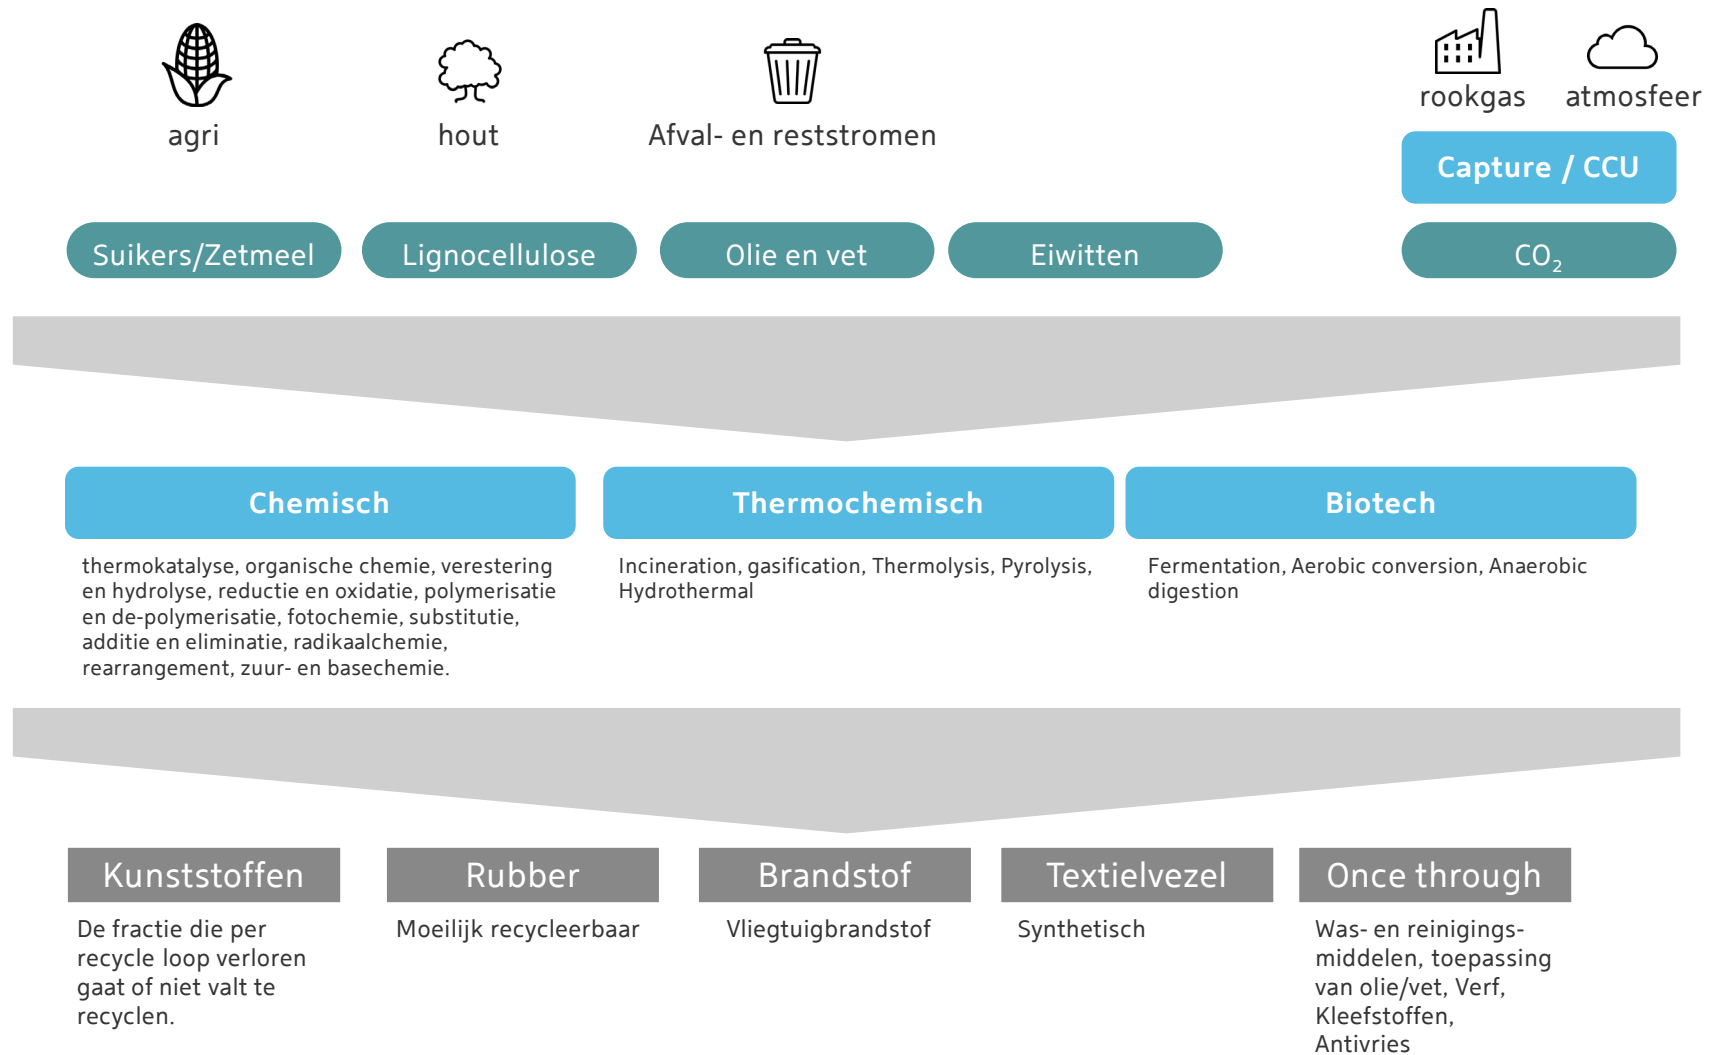 rookgas atmosfeer
agri hout Afval- en reststromen
Capture / CCU
Suikers/Zetmeel Lignocellulose Olie en vet Eiwitten CO₂
Chemisch
thermokatalyse, organische chemie, verestering
en hydrolyse, reductie en oxidatie, polymerisatie
en de-polymerisatie, fotochemie, substitutie,
additie en eliminatie, radikaalchemie,
rearrangement, zuur- en basechemie.
Thermochemisch
Incineration, gasification, Thermolysis, Pyrolysis,
Hydrothermal
Biotech
Fermentation, Aerobic conversion, Anaerobic
digestion
Kunststoffen
De fractie die per
recycle loop verloren
gaat of niet valt te
recyclen.
Rubber
Moeilijk recycleerbaar
Brandstof
Vliegtuigbrandstof
Textielvezel
Synthetisch
Once through
Was- en reinigings-
middelen, toepassing
van olie/vet, Verf,
Kleefstoffen,
Antivries